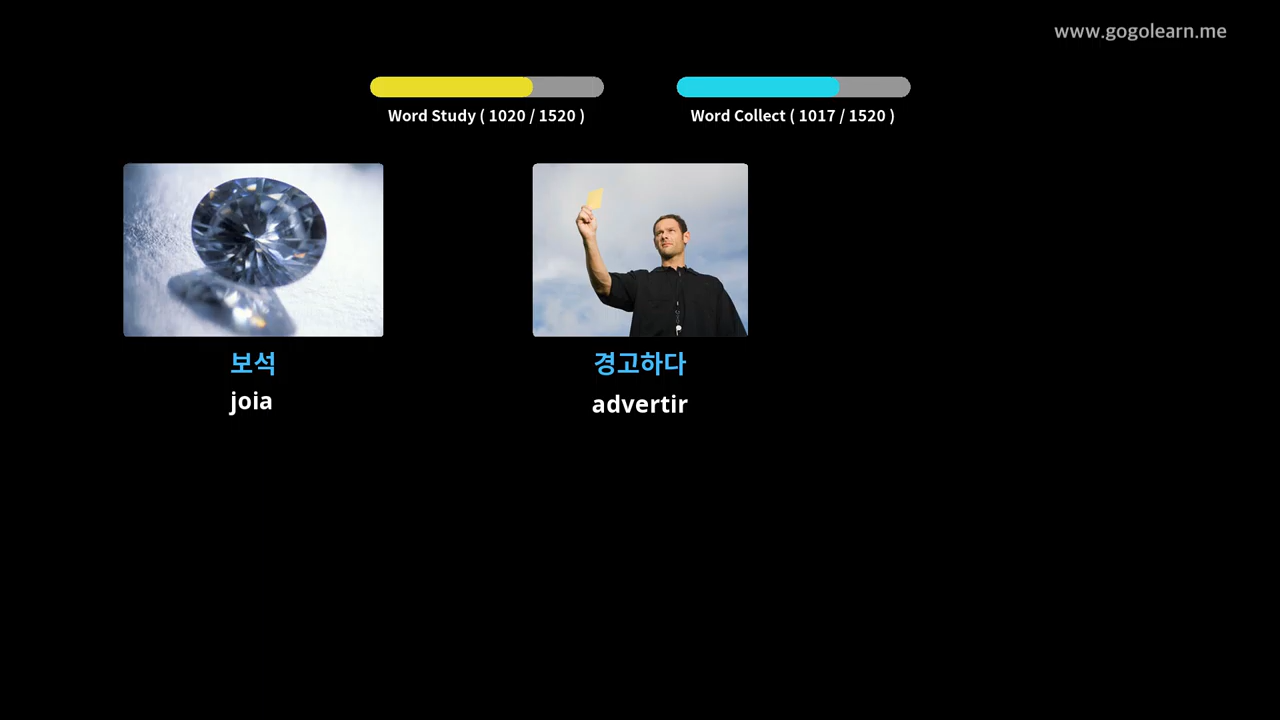 www.gogolearn.me
Word Study ( 1020 / 1520 )
Word Collect ( 1017 / 1520 )
보석
joia
경고하다
advertir